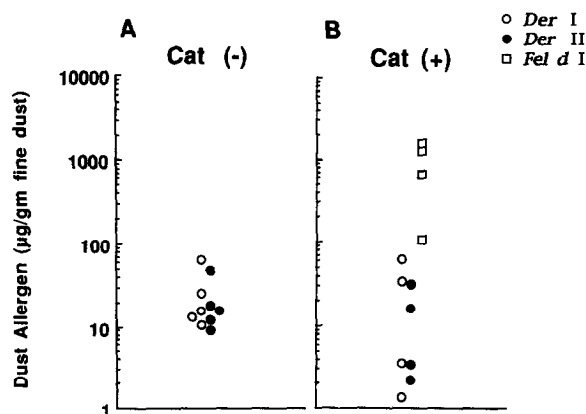 A
Cat (-)
B
Cat (+)
○ Der I
● Der II
□ Fel d I
Dust Allergen (µg/gm fine dust)
10000
1000
100
10
1